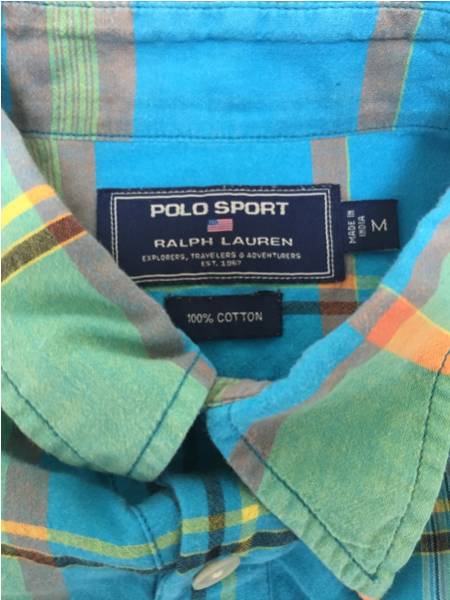 POLO SPORT
RALPH LAUREN
EXPLORERS, TRAVELERS & ADVENTURERS
EST. 1967
MADE IN
INDIA
M
100% COTTON